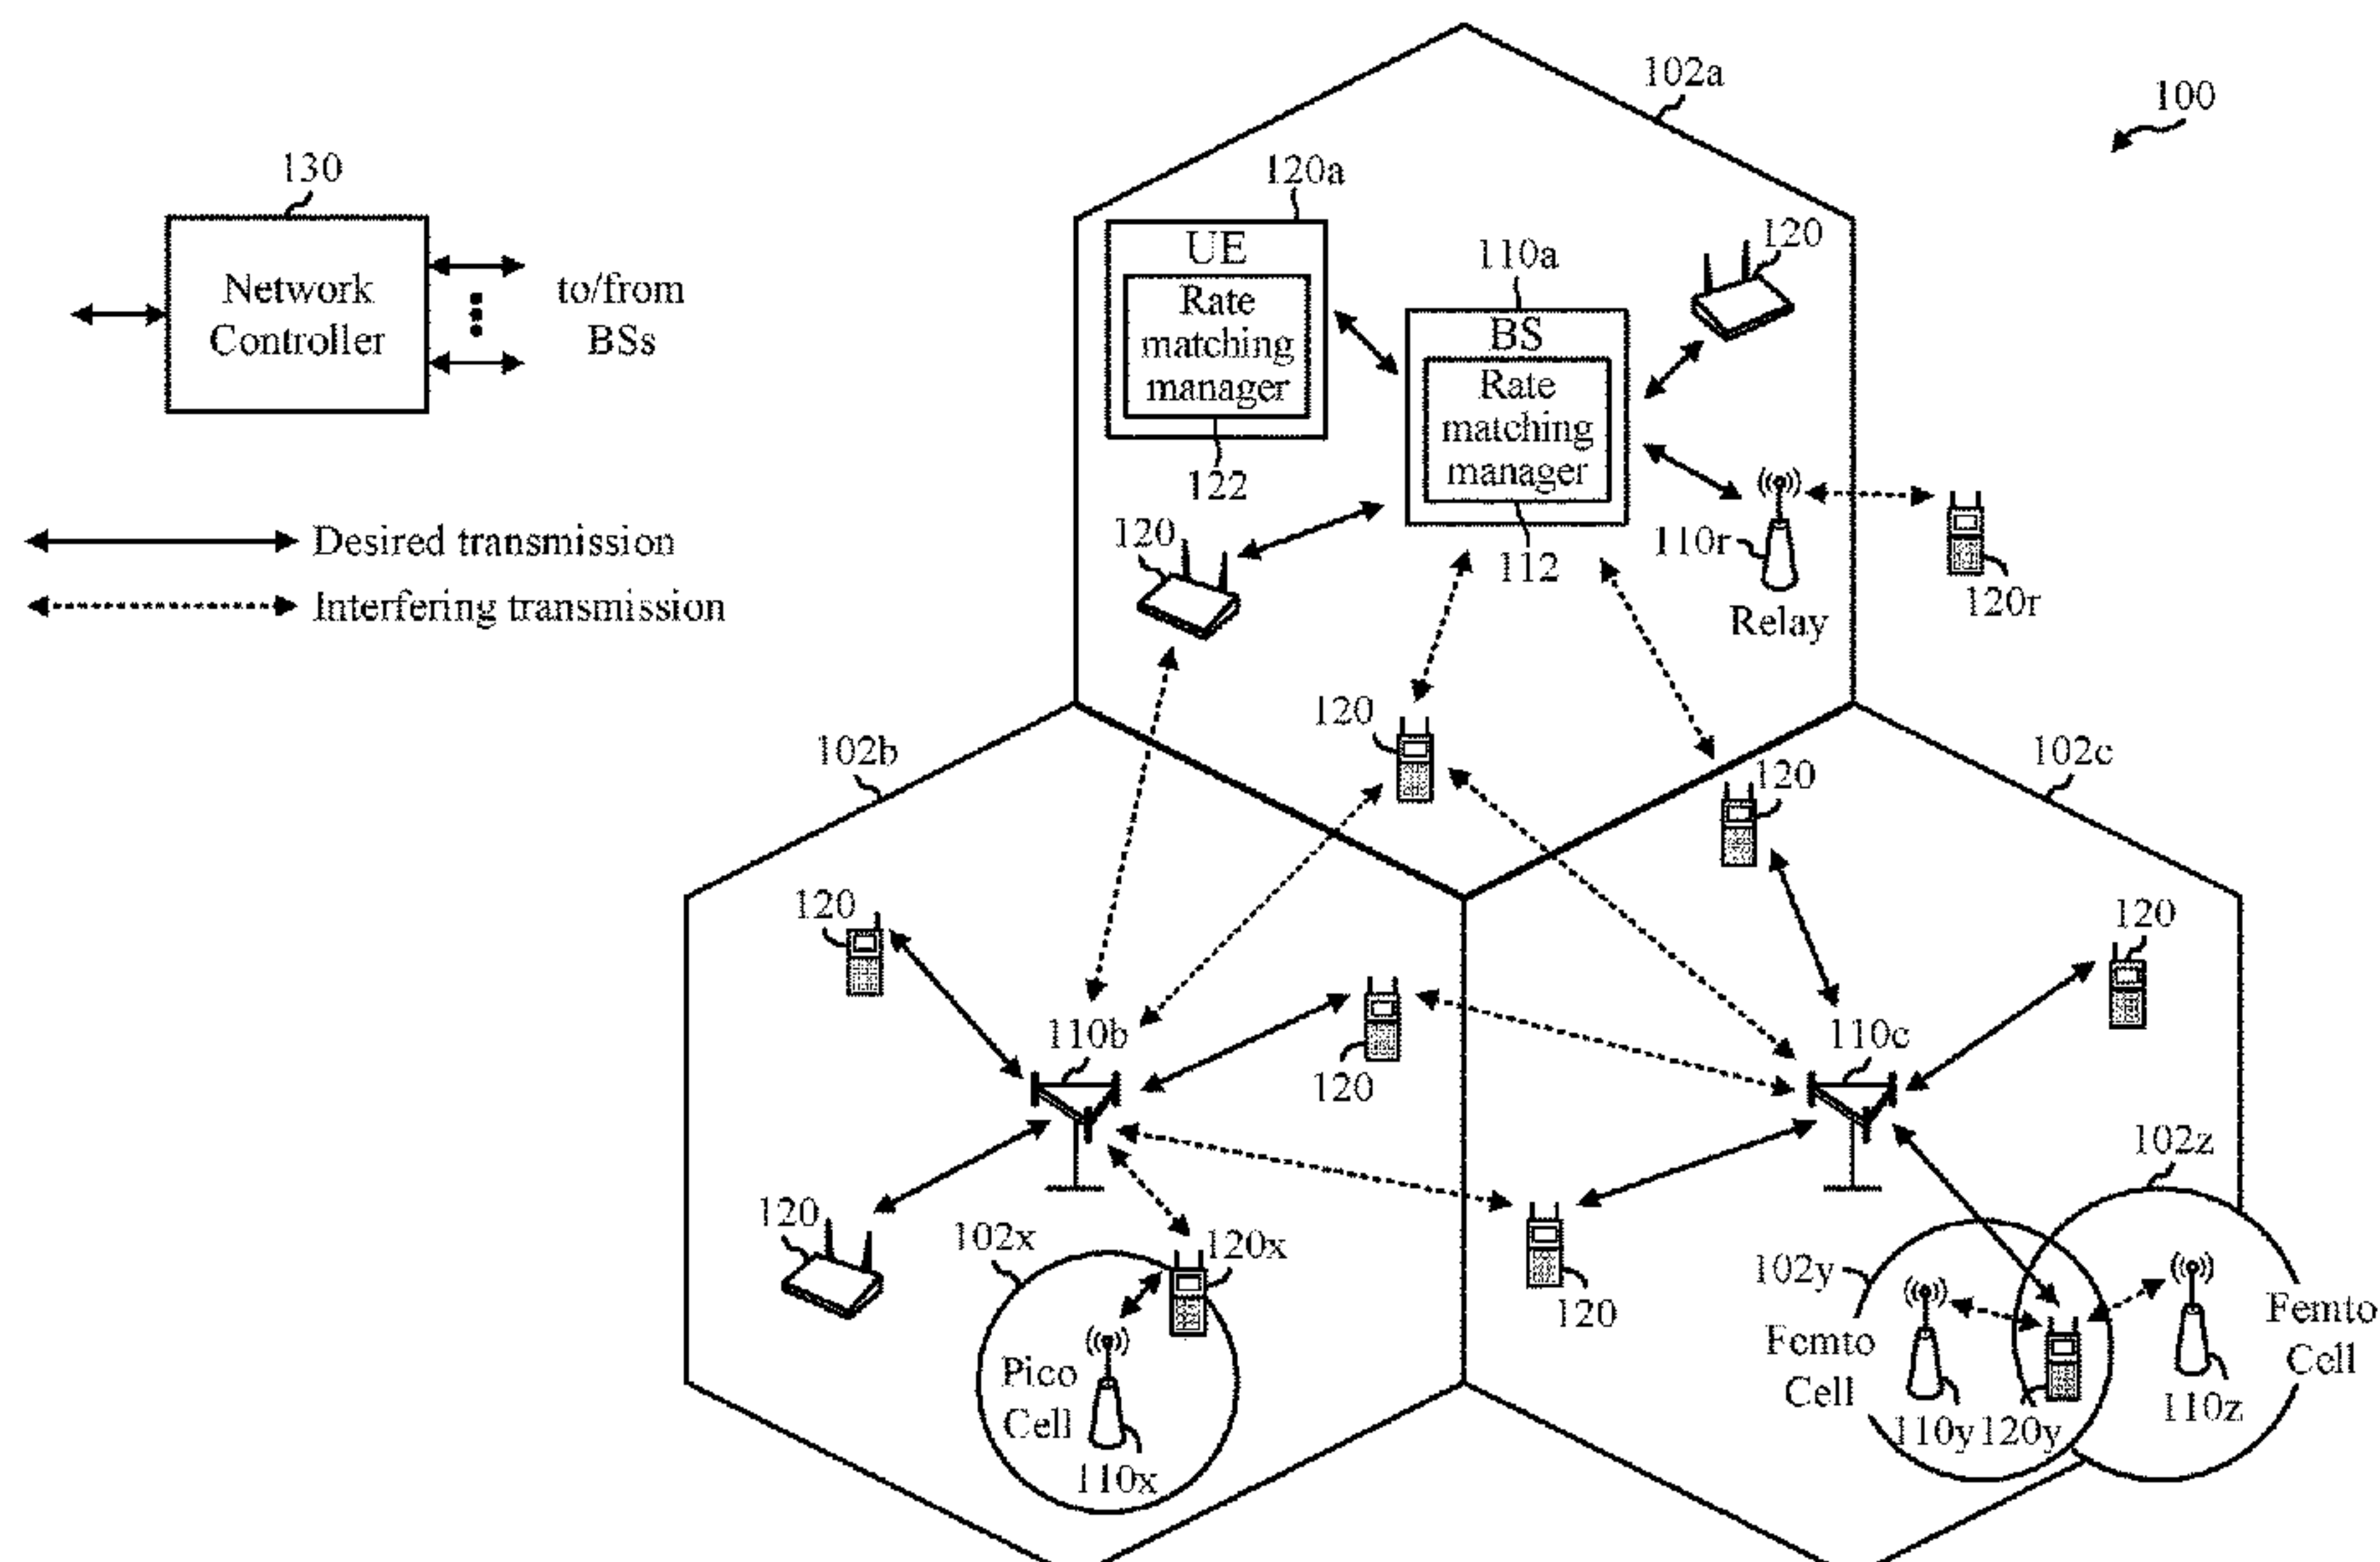 102a
100
130
120a
UE
Rate
matching
manager
122
110a
BS
Rate
matching
manager
112
120
Network
Controller
to/from
BSs
Desired transmission
Interfering transmission
120
110r
Relay
120r
120
120
102b
102c
120
120
120
110b
110c
120
102z
120
102x
120x
Pico
Cell
110x
120
102y
Femto
Cell
110y
120y
110z
Femto
Cell